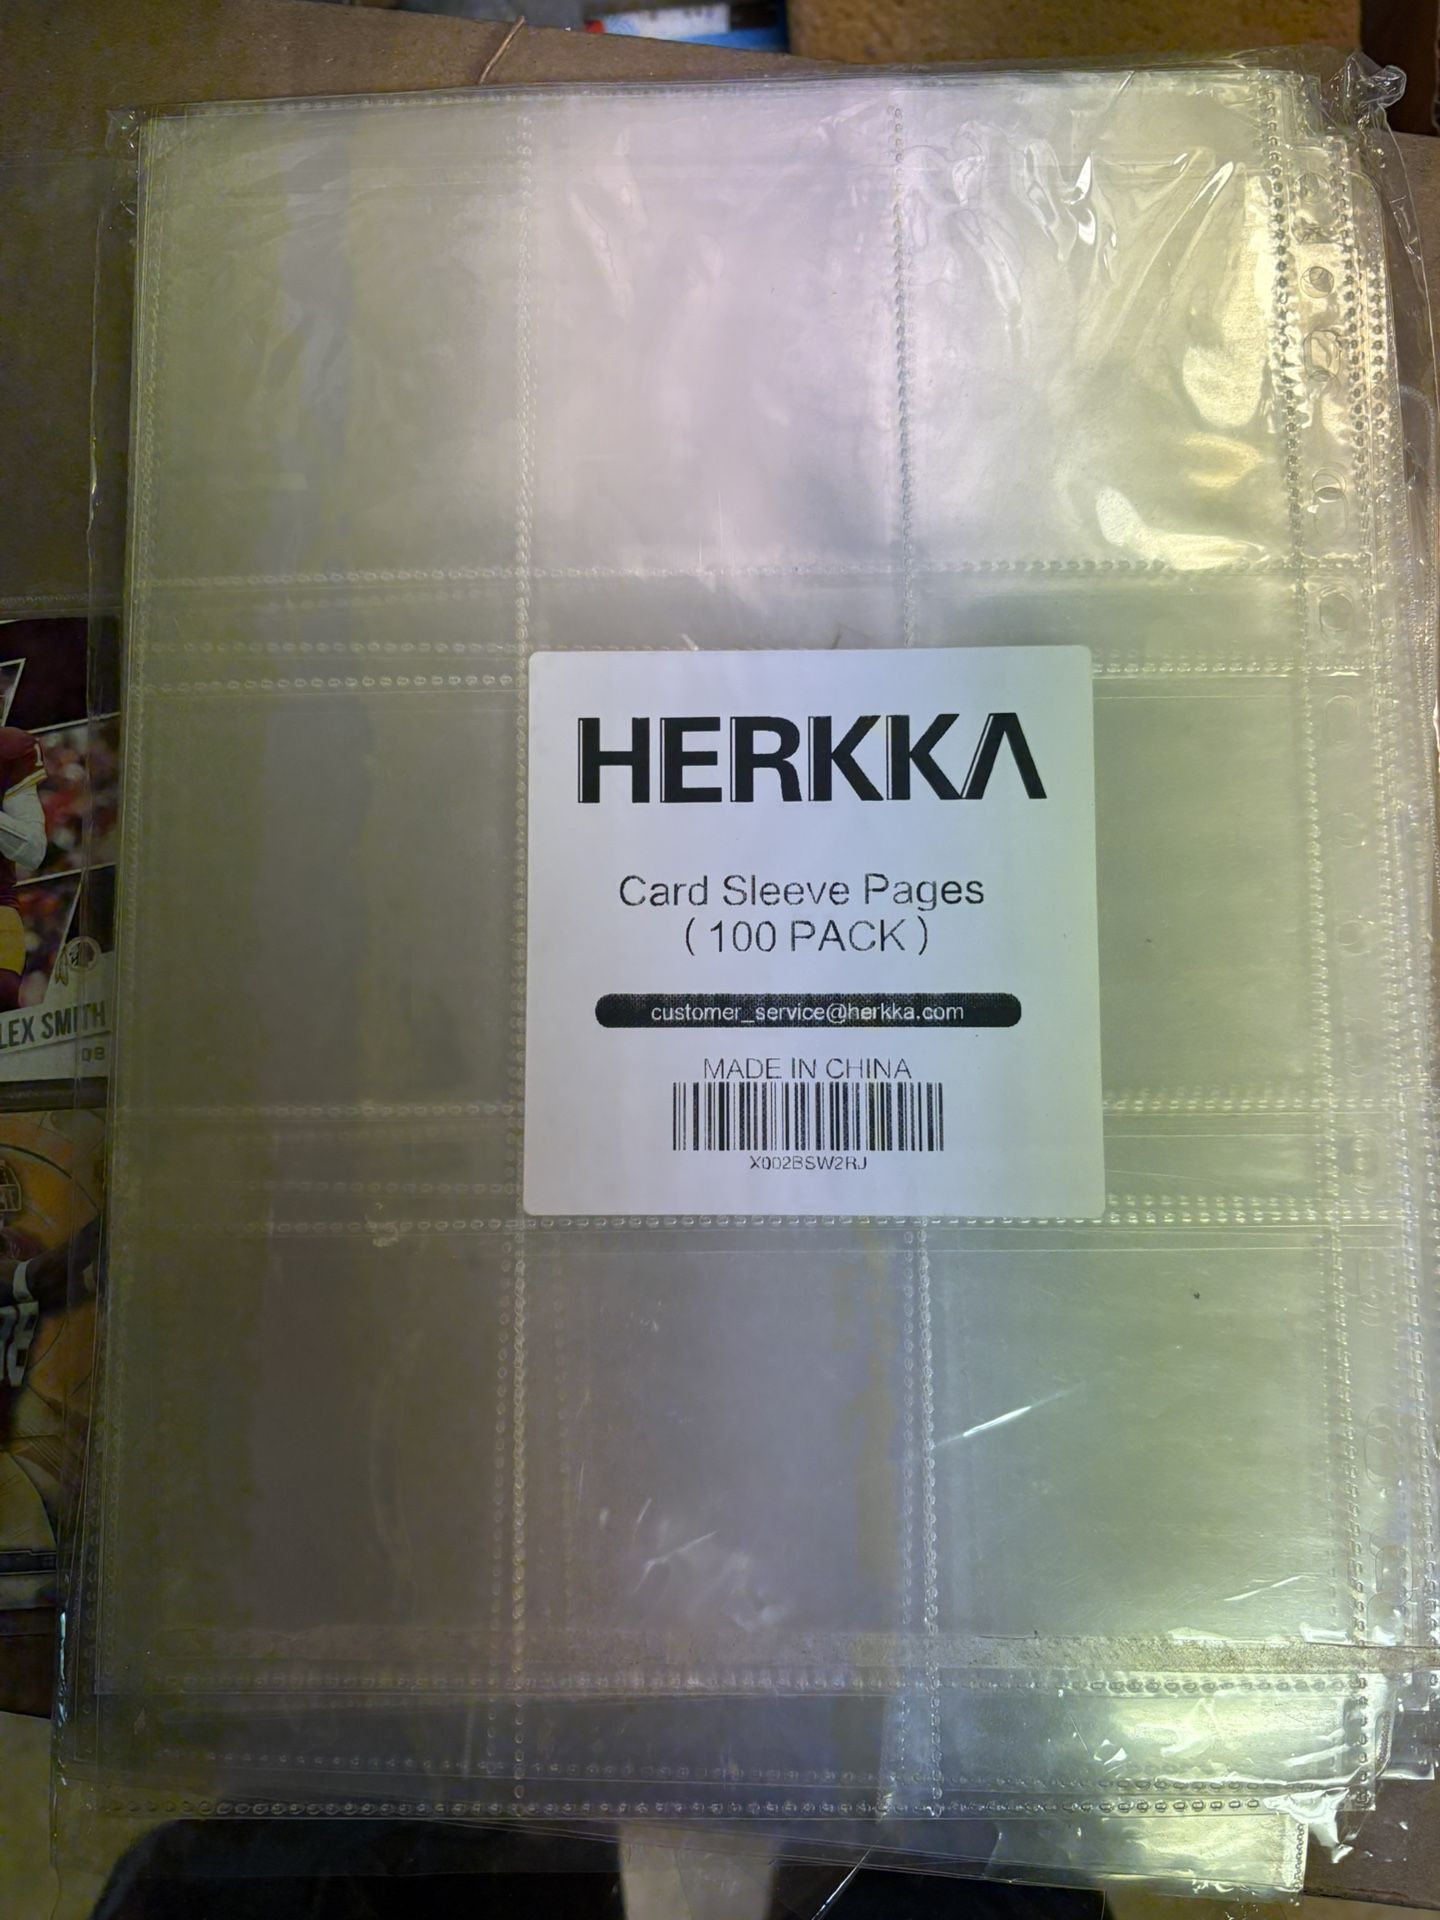 HERKKA
Card Sleeve Pages
( 100 PACK )
customer_service@herkka.com
MADE IN CHINA
X002BSW2RJ
LEX SMITH
QB